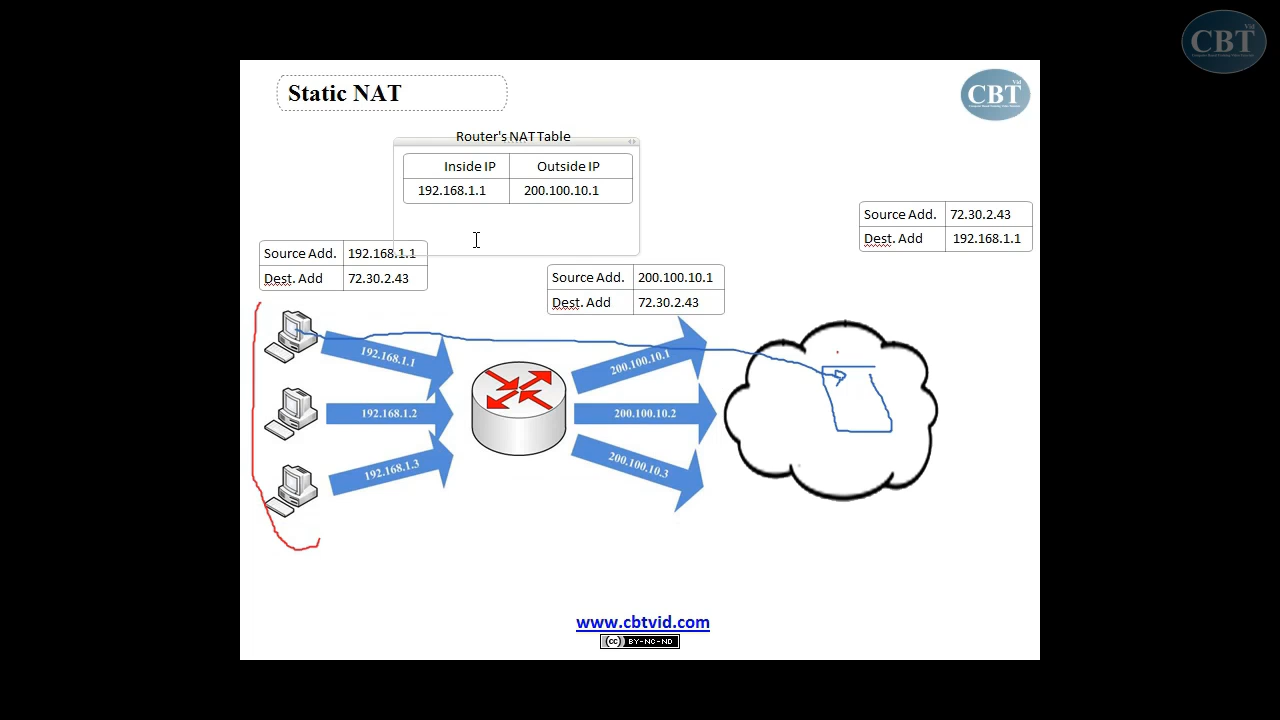 CBT
Vid
Static NAT
CBT
Vid
Router's NAT Table
Inside IP Outside IP
192.168.1.1 200.100.10.1
Source Add. 72.30.2.43
Dest. Add 192.168.1.1
Source Add. 192.168.1.1
Dest. Add 72.30.2.43
Source Add. 200.100.10.1
Dest. Add 72.30.2.43
192.168.1.1
200.100.10.1
192.168.1.2
200.100.10.2
192.168.1.3
200.100.10.3
www.cbtvid.com
cc BY-NC-ND